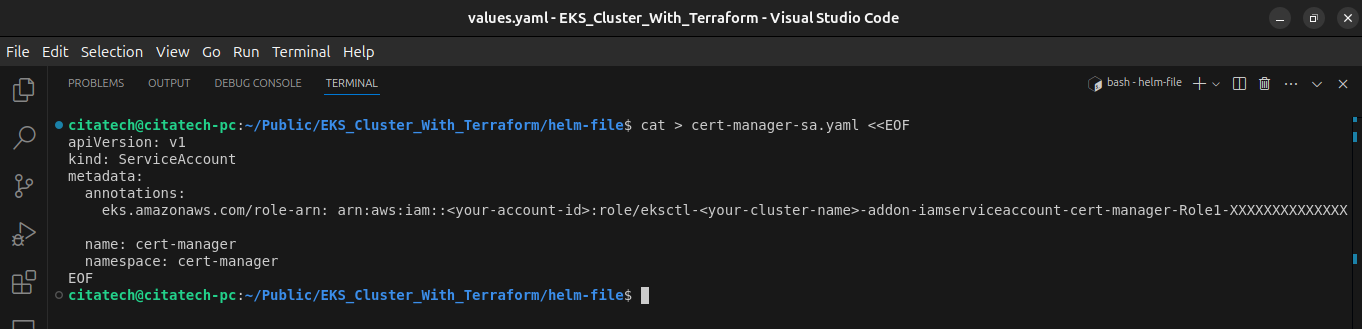 values.yaml - EKS_Cluster_With_Terraform - Visual Studio Code
File Edit Selection View Go Run Terminal Help
PROBLEMS OUTPUT DEBUG CONSOLE TERMINAL
bash - helm-file
citatech@citatech-pc:~/Public/EKS_Cluster_With_Terraform/helm-file$ cat > cert-manager-sa.yaml <<EOF
apiVersion: v1
kind: ServiceAccount
metadata:
  annotations:
    eks.amazonaws.com/role-arn: arn:aws:iam::<your-account-id>:role/eksctl-<your-cluster-name>-addon-iamserviceaccount-cert-manager-Role1-XXXXXXXXXXXXXX
  name: cert-manager
  namespace: cert-manager
EOF
citatech@citatech-pc:~/Public/EKS_Cluster_With_Terraform/helm-file$